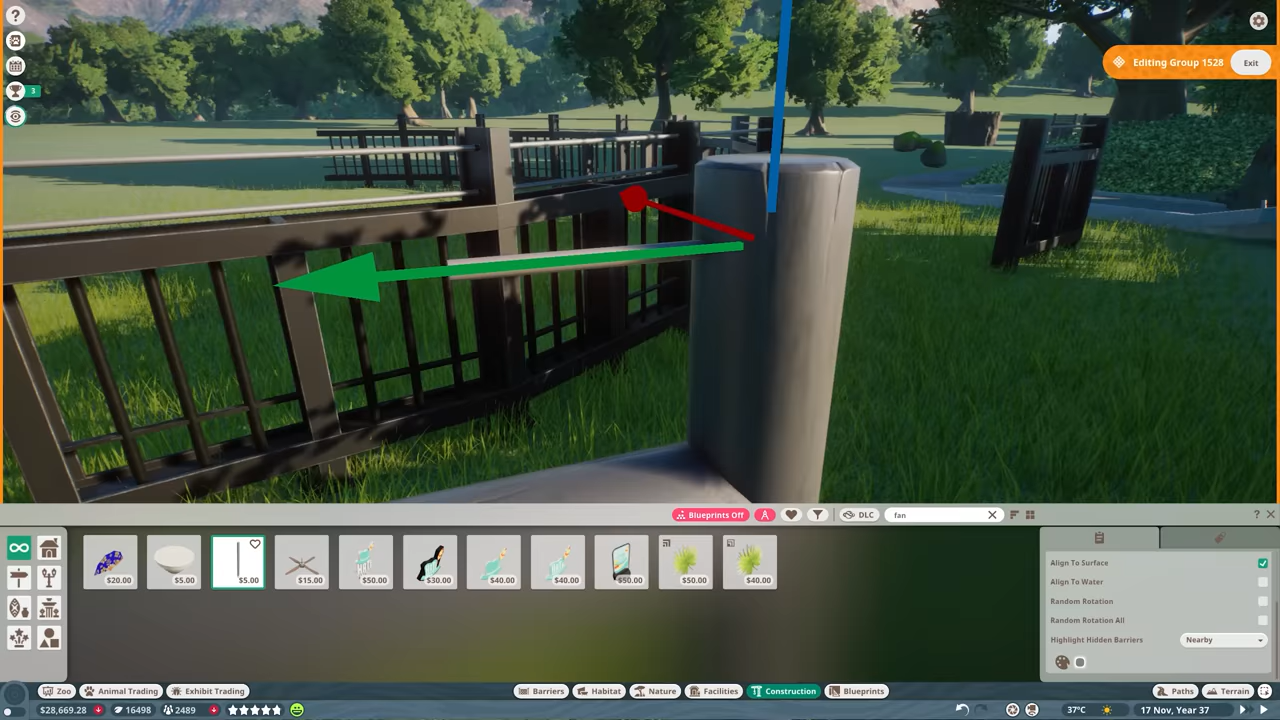 ?
3
Editing Group 1528
Exit
Blueprints Off
DLC
fan
?
$20.00
$5.00
$5.00
$15.00
$50.00
$30.00
$40.00
$40.00
$50.00
$50.00
$40.00
Align To Surface
Align To Water
Random Rotation
Random Rotation All
Highlight Hidden Barriers
Nearby
Zoo
Animal Trading
Exhibit Trading
Barriers
Habitat
Nature
Facilities
Construction
Blueprints
Paths
Terrain
$28,669.28
16498
2489
37°C
17 Nov, Year 37